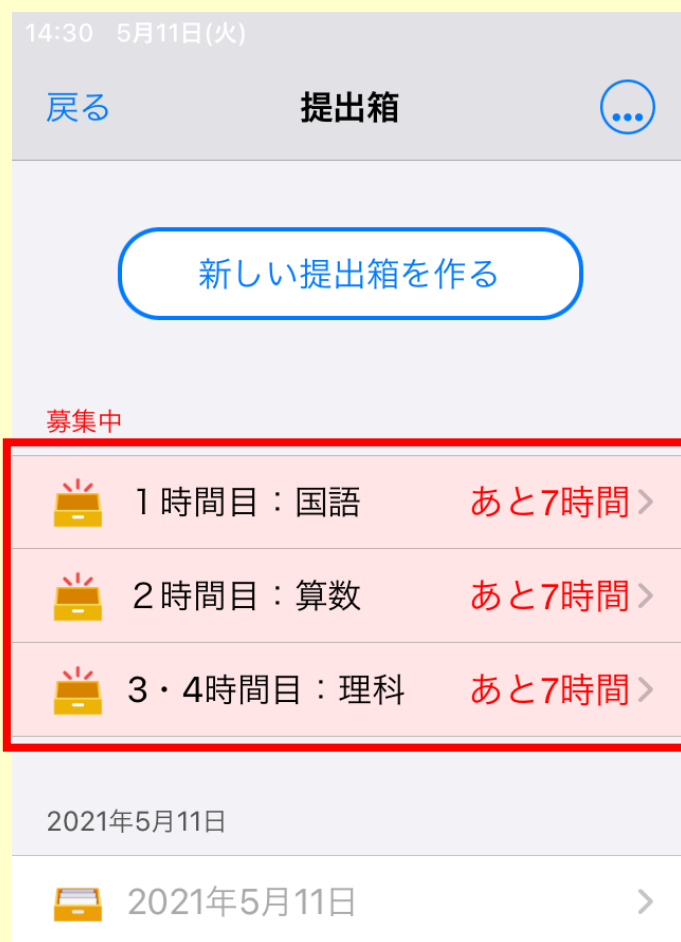 14:30 5月11日(火)
戻る 提出箱
新しい提出箱を作る
募集中
１時間目：国語 あと7時間
２時間目：算数 あと7時間
3・4時間目：理科 あと7時間
2021年5月11日
2021年5月11日